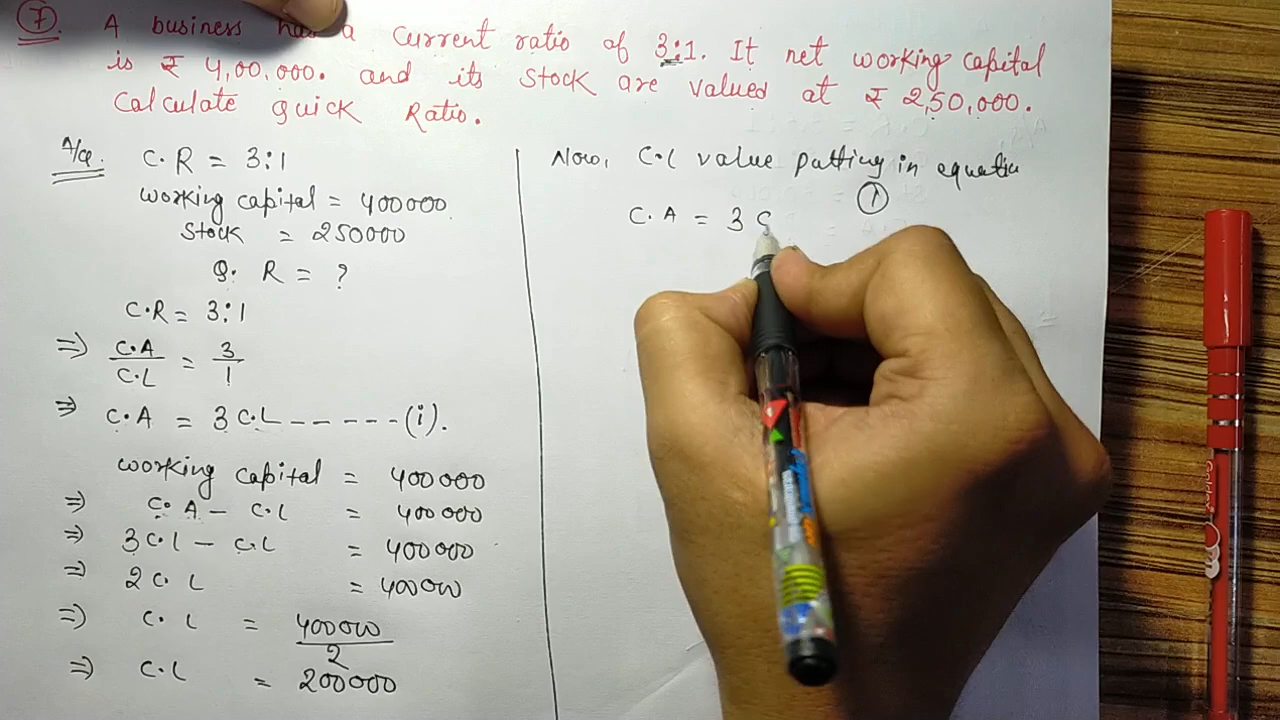 7. A business has a current ratio of 3:1. It net working capital
is ₹ 4,00,000. and its stock are valued at ₹ 2,50,000.
Calculate quick Ratio.
A/q.
C.R = 3:1
working capital = 400000
Stock = 250000
Q. R = ?
C.R = 3:1
=> C.A / C.L = 3 / 1
=> C.A = 3 C.L ------ (i).
working capital = 400000
=> C.A - C.L = 400000
=> 3 C.L - C.L = 400000
=> 2 C.L = 400000
=> C.L = 400000 / 2
=> C.L = 200000
Now, C.L value putting in equation
(1)
C.A = 3 C